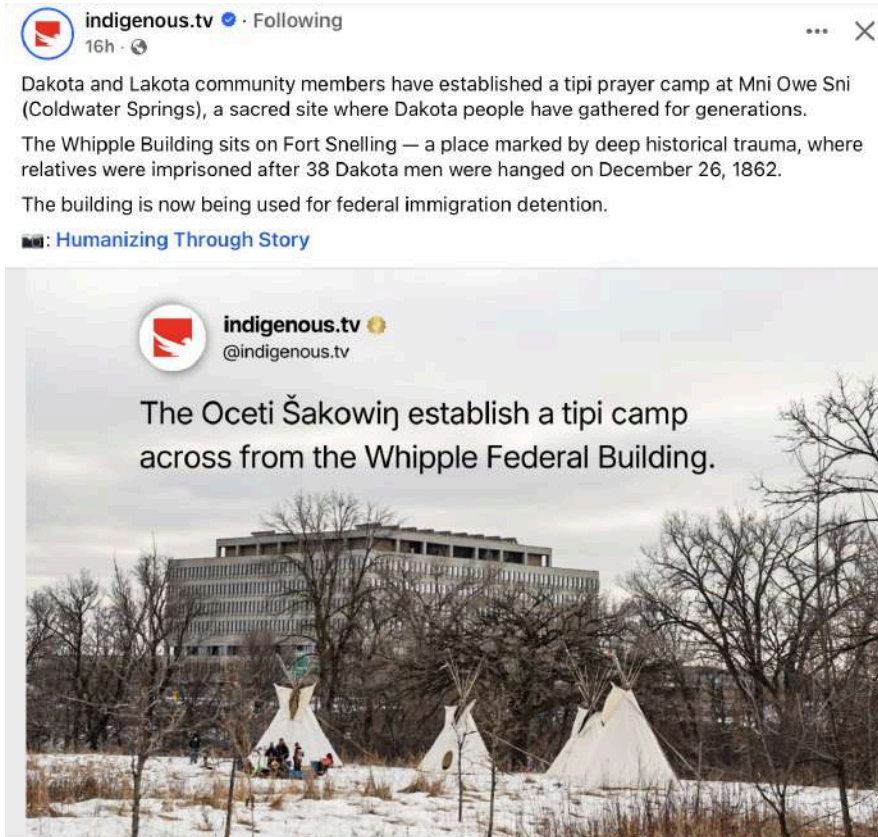 indigenous.tv · Following
16h ·
Dakota and Lakota community members have established a tipi prayer camp at Mni Owe Sni
(Coldwater Springs), a sacred site where Dakota people have gathered for generations.
The Whipple Building sits on Fort Snelling — a place marked by deep historical trauma, where
relatives were imprisoned after 38 Dakota men were hanged on December 26, 1862.
The building is now being used for federal immigration detention.
📷: Humanizing Through Story
indigenous.tv
@indigenous.tv
The Oceti Šakowiŋ establish a tipi camp
across from the Whipple Federal Building.